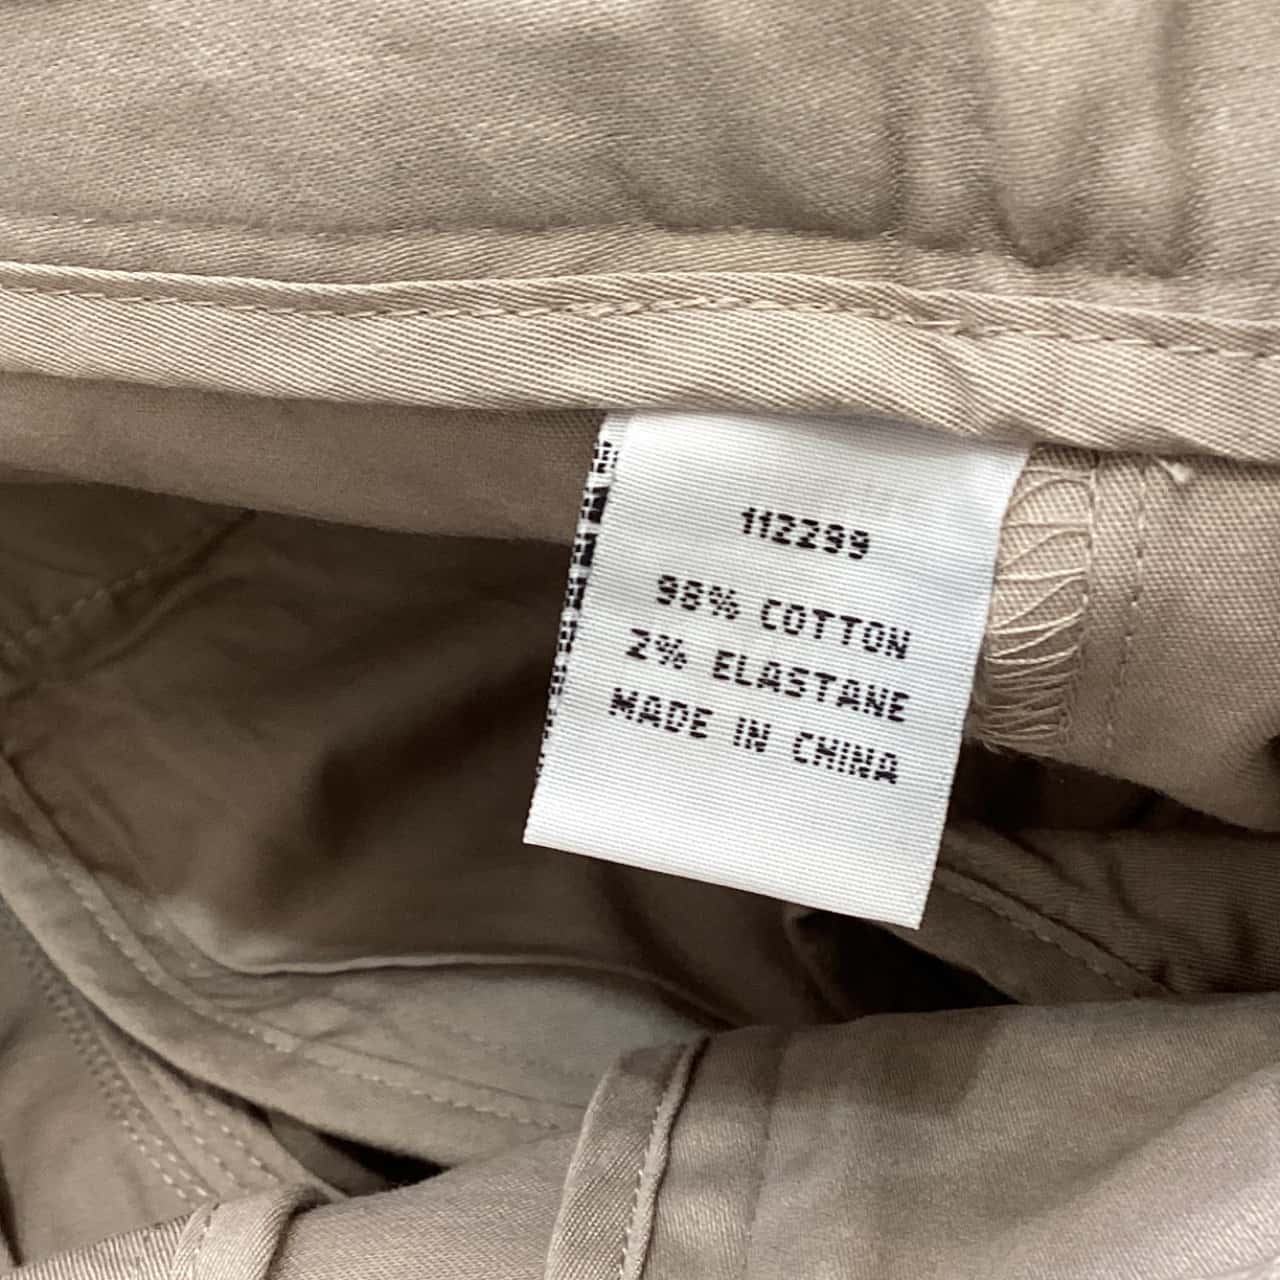 112299
98% COTTON
2% ELASTANE
MADE IN CHINA